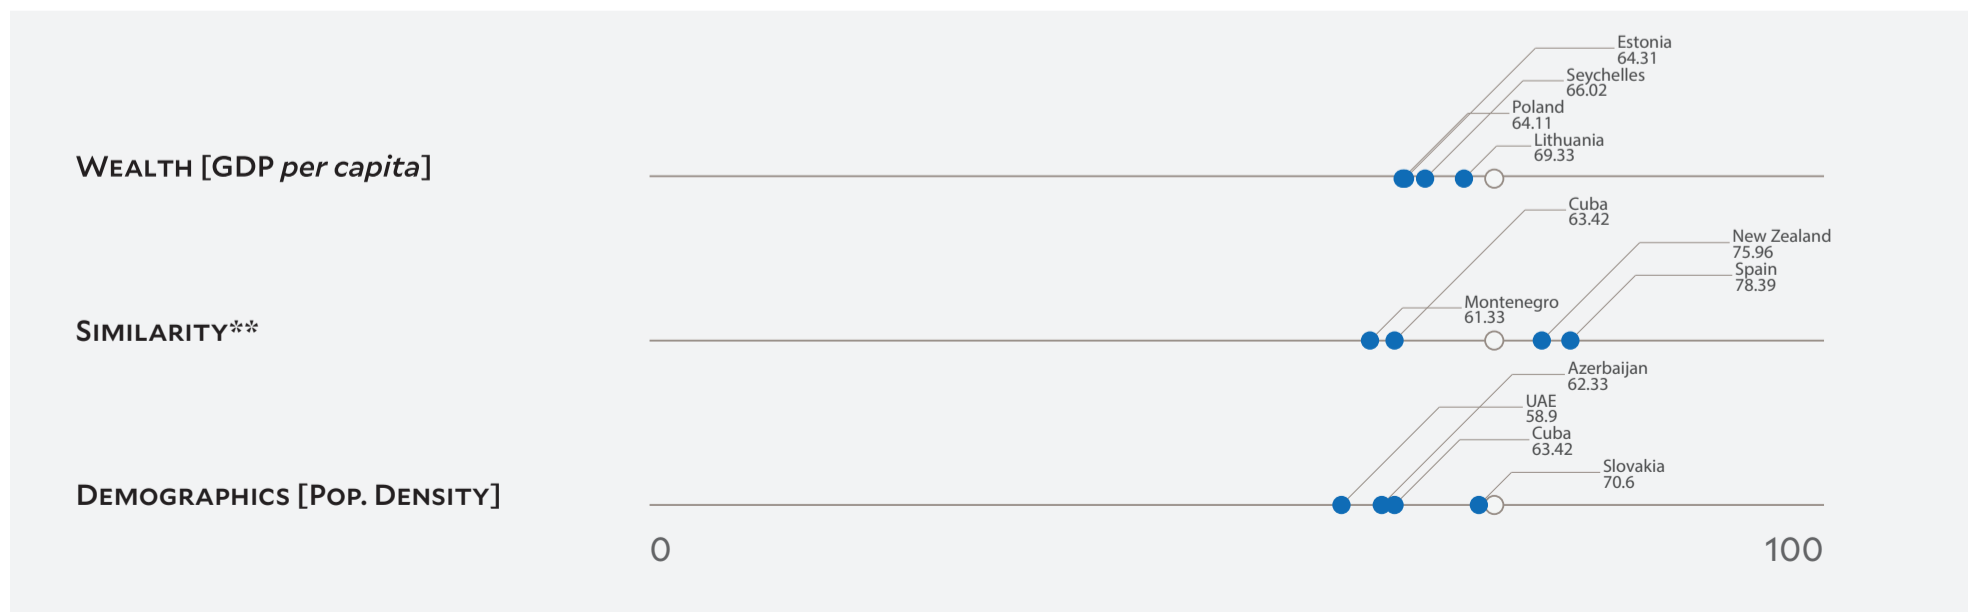 Estonia
64.31
Seychelles
66.02
Poland
64.11
Lithuania
69.33
WEALTH [GDP per capita]
Cuba
63.42
New Zealand
75.96
Spain
78.39
Montenegro
61.33
SIMILARITY**
Azerbaijan
62.33
UAE
58.9
Cuba
63.42
Slovakia
70.6
DEMOGRAPHICS [POP. DENSITY]
0
100